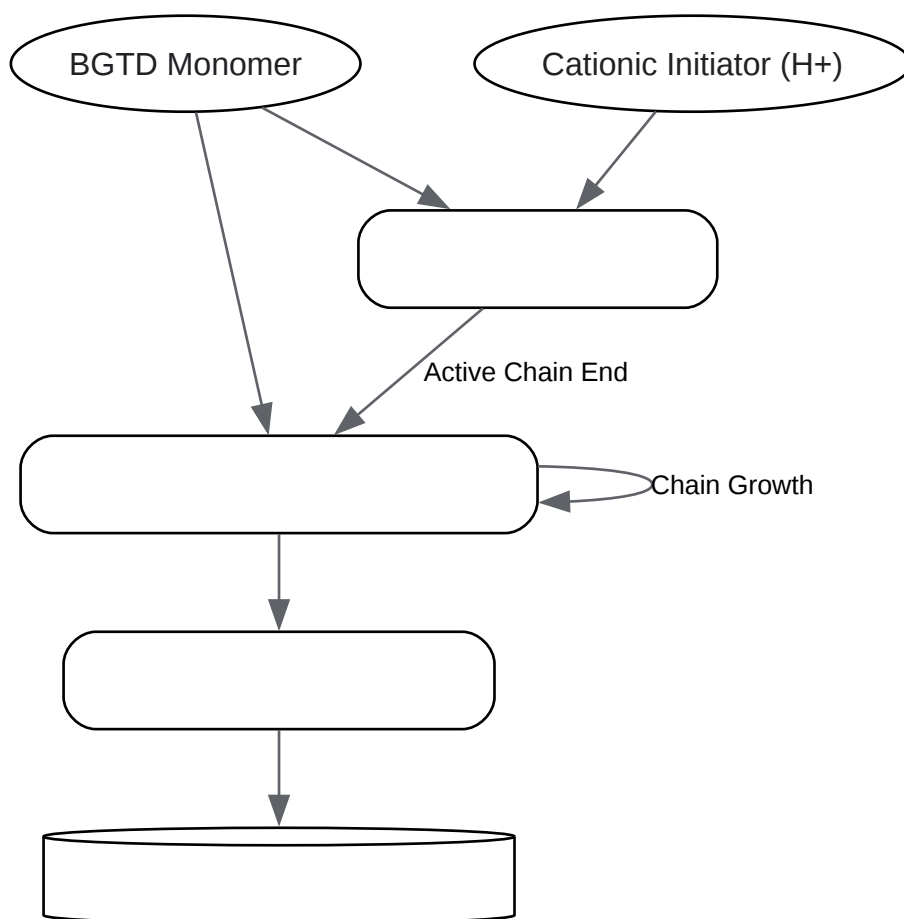 BGTD Monomer
Cationic Initiator (H+)
Active Chain End
Chain Growth